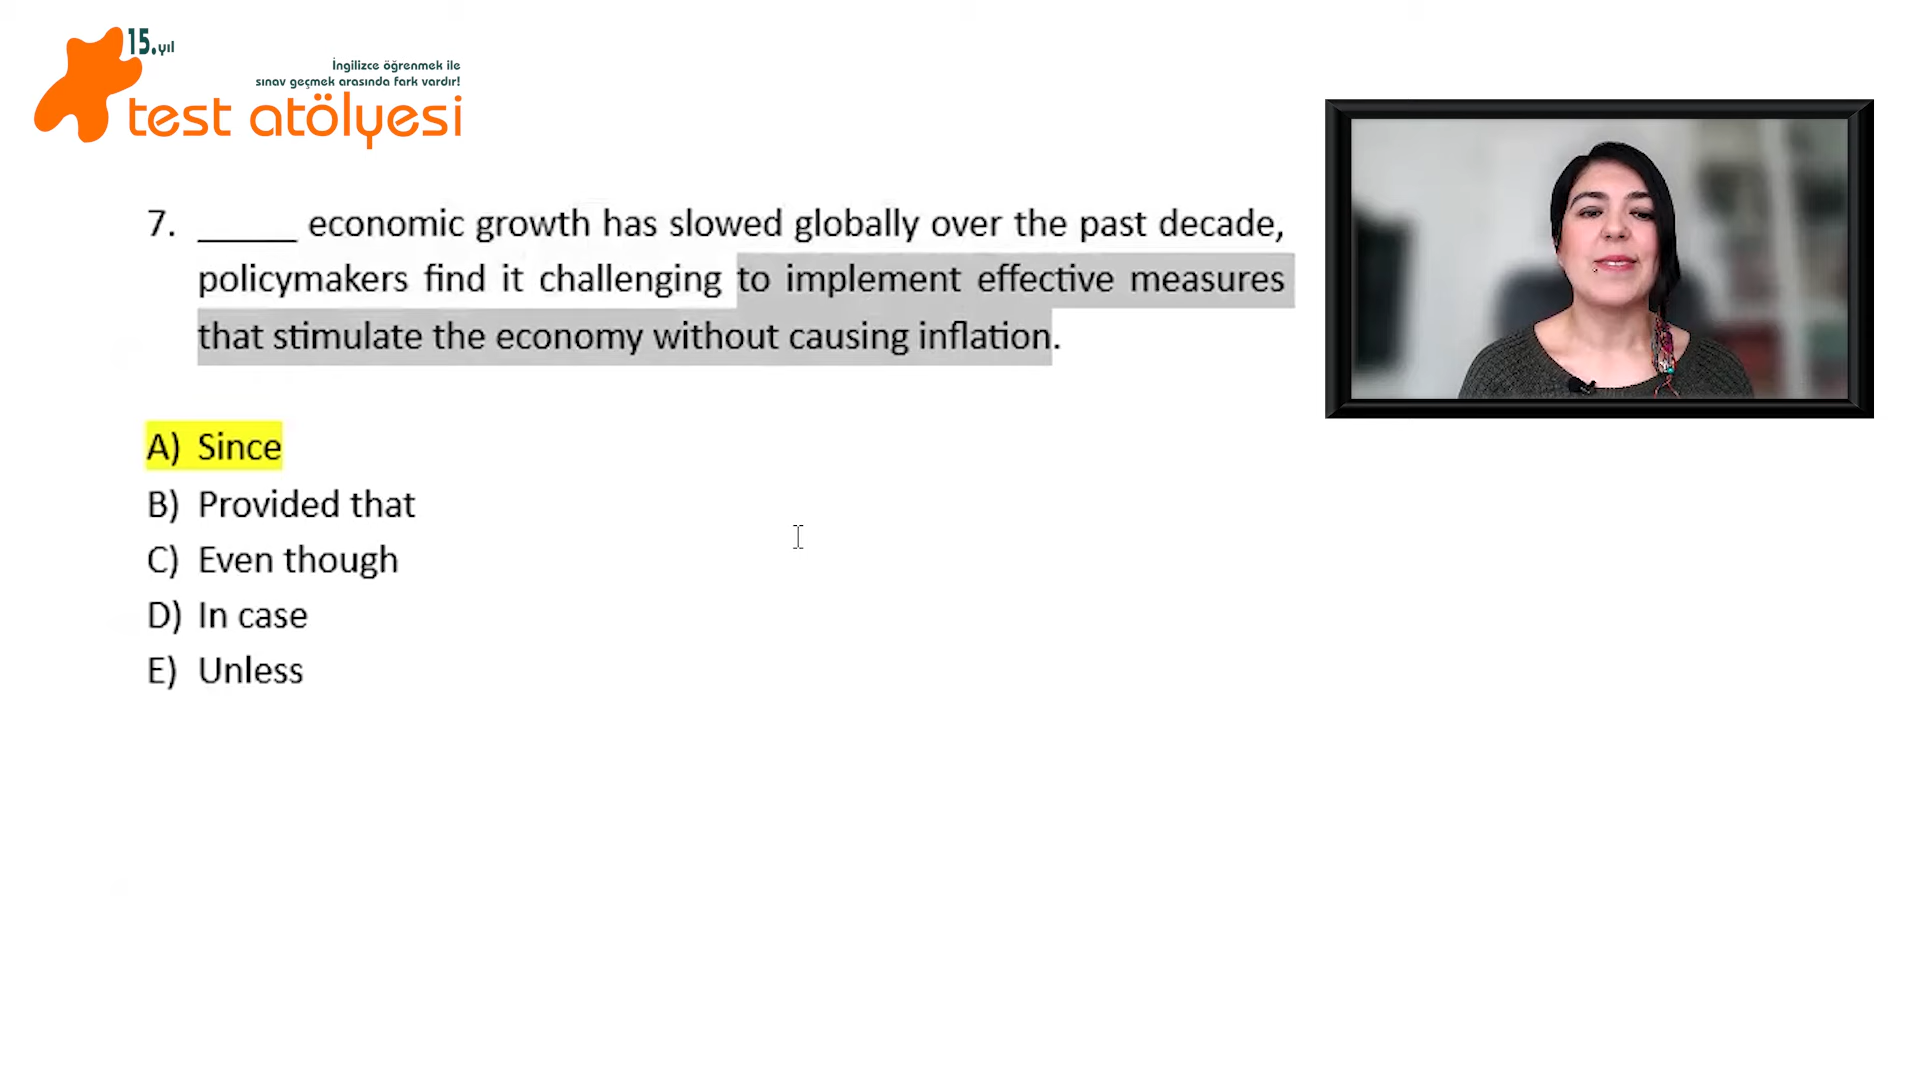 15.yıl
İngilizce öğrenmek ile
sınav geçmek arasında fark vardır!
test atölyesi
7. _____ economic growth has slowed globally over the past decade,
policymakers find it challenging to implement effective measures
that stimulate the economy without causing inflation.
A) Since
B) Provided that
C) Even though
D) In case
E) Unless